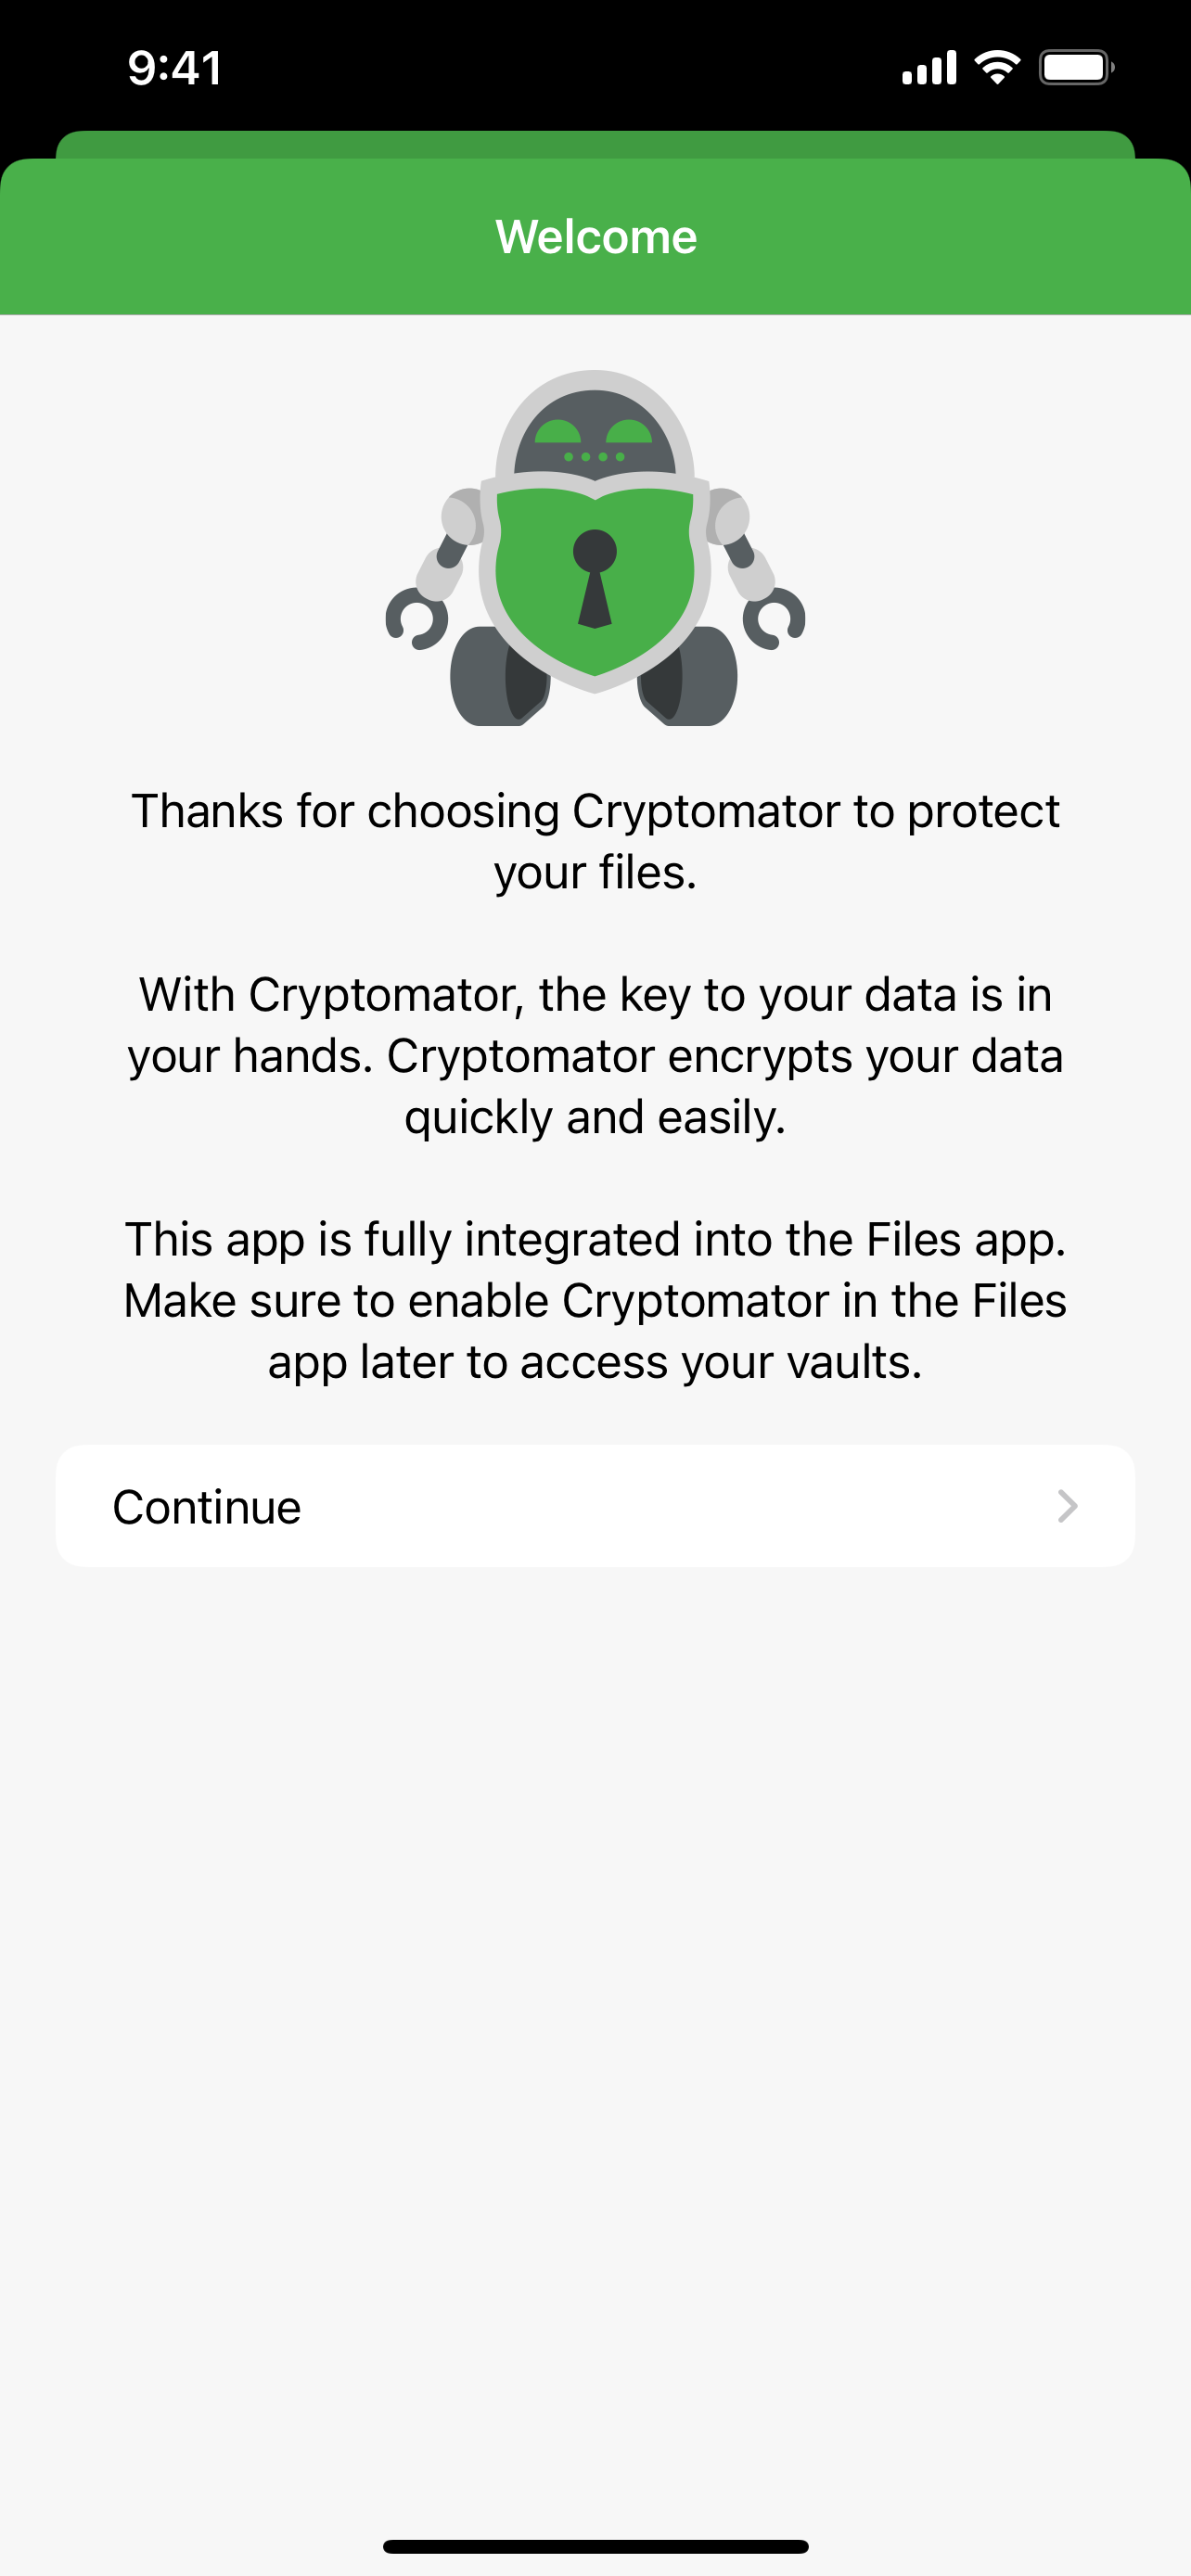 9:41
Welcome
Thanks for choosing Cryptomator to protect
your files.
With Cryptomator, the key to your data is in
your hands. Cryptomator encrypts your data
quickly and easily.
This app is fully integrated into the Files app.
Make sure to enable Cryptomator in the Files
app later to access your vaults.
Continue